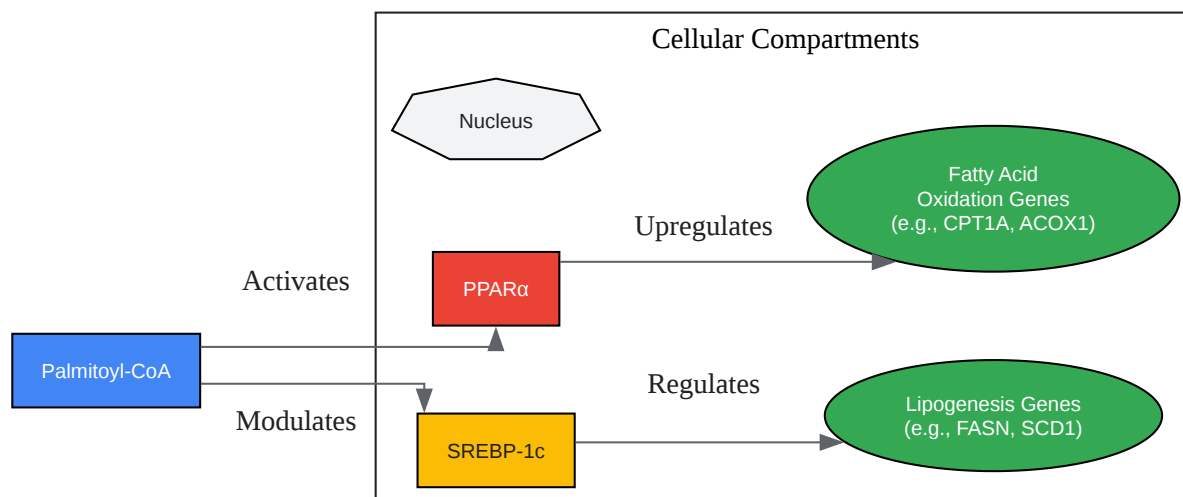 Cellular Compartments
Nucleus
Fatty Acid
Oxidation Genes
(e.g., CPT1A, ACOX1)
Upregulates
Activates
PPARα
Palmitoyl-CoA
Modulates
Regulates
SREBP-1c
Lipogenesis Genes
(e.g., FASN, SCD1)